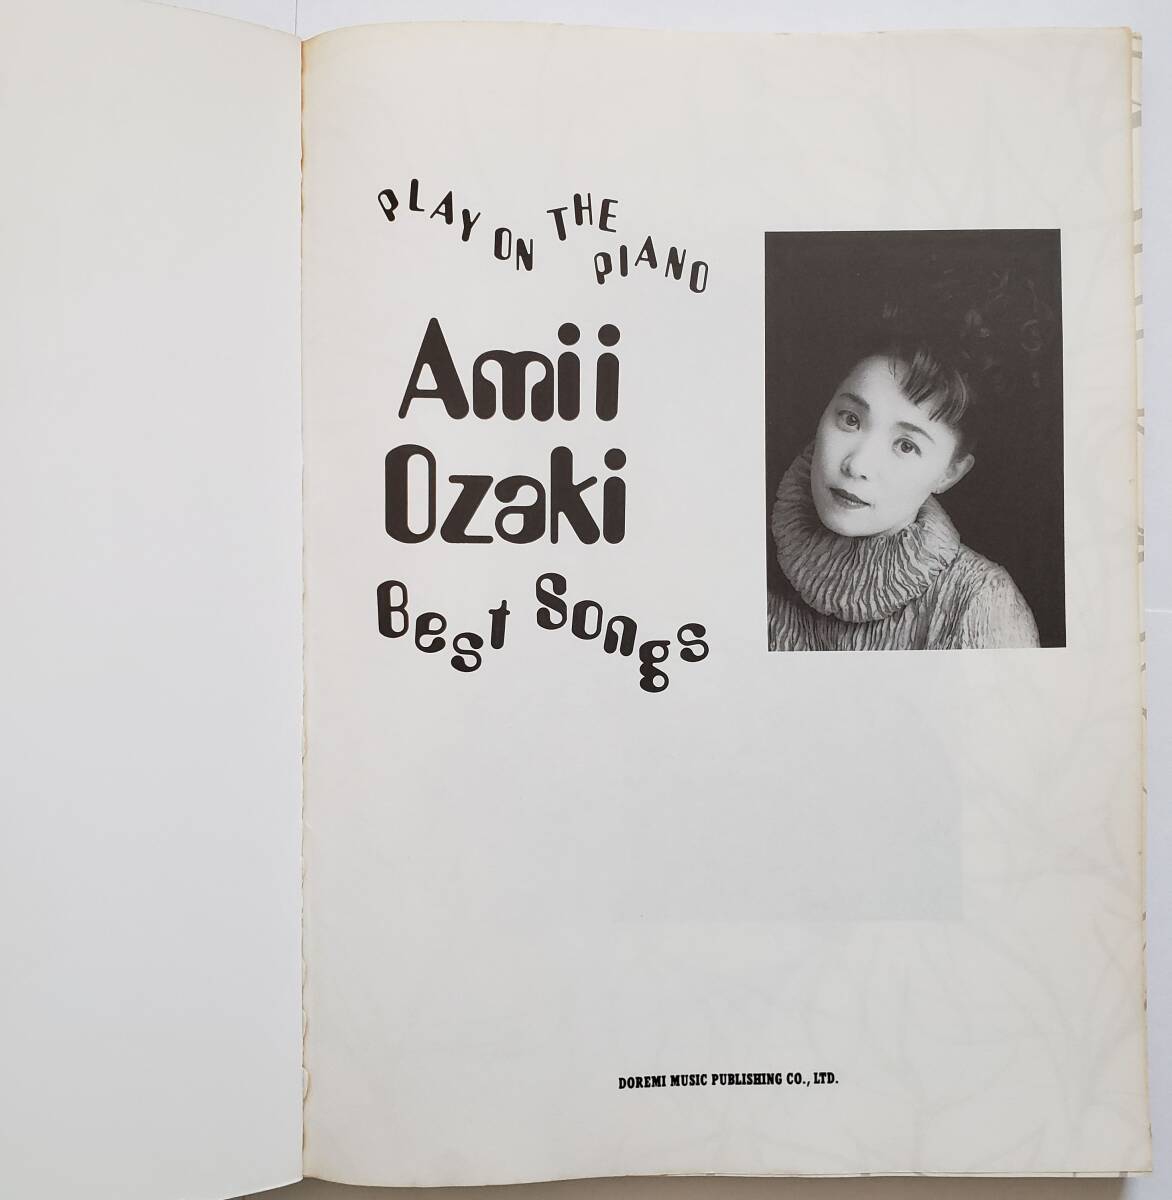 PLAY ON THE PIANO
Amii
Ozaki
Best Songs
DOREMI MUSIC PUBLISHING CO., LTD.